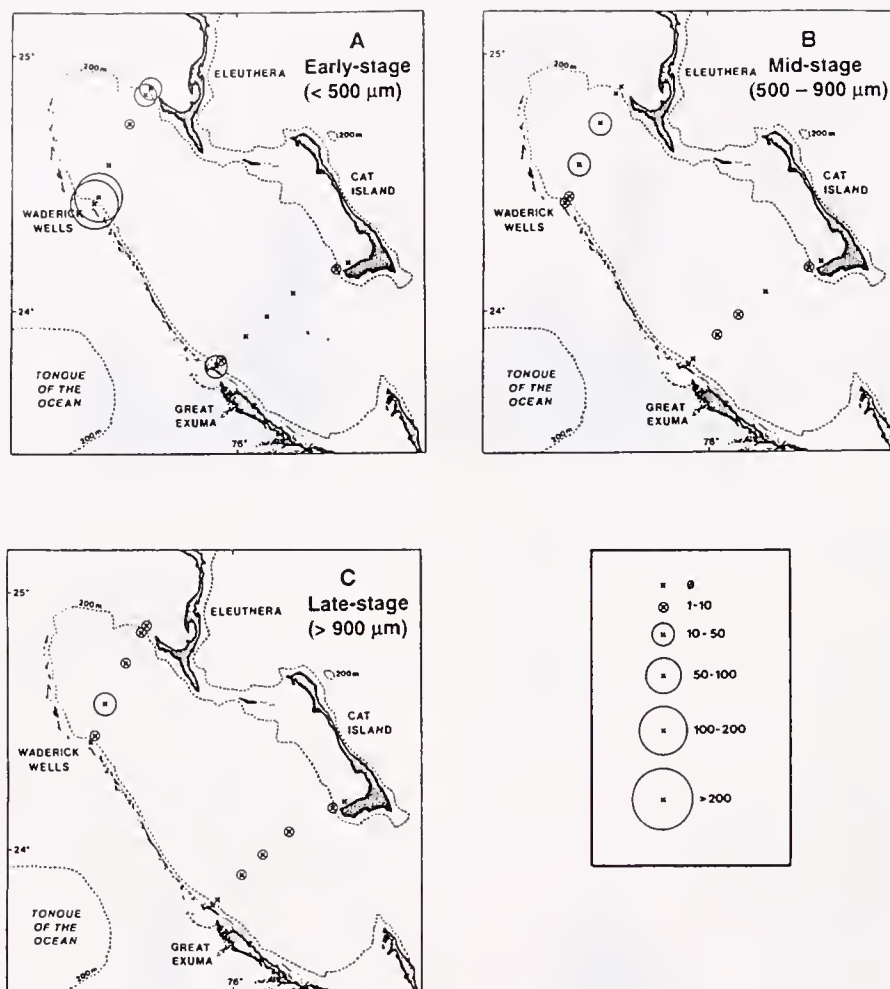 A
Early-stage
(< 500 μm)
25°
200m
ELEUTHERA
200m
CAT
ISLAND
WADERICK
WELLS
24°
TONGUE
OF THE
OCEAN
200m
GREAT
EXUMA
76°
B
Mid-stage
(500 – 900 μm)
25°
200m
ELEUTHERA
200m
CAT
ISLAND
WADERICK
WELLS
24°
TONGUE
OF THE
OCEAN
200m
GREAT
EXUMA
76°
C
Late-stage
(> 900 μm)
25°
200m
ELEUTHERA
200m
CAT
ISLAND
WADERICK
WELLS
24°
TONGUE
OF THE
OCEAN
200m
GREAT
EXUMA
76°
0
1-10
10-50
50-100
100-200
>200